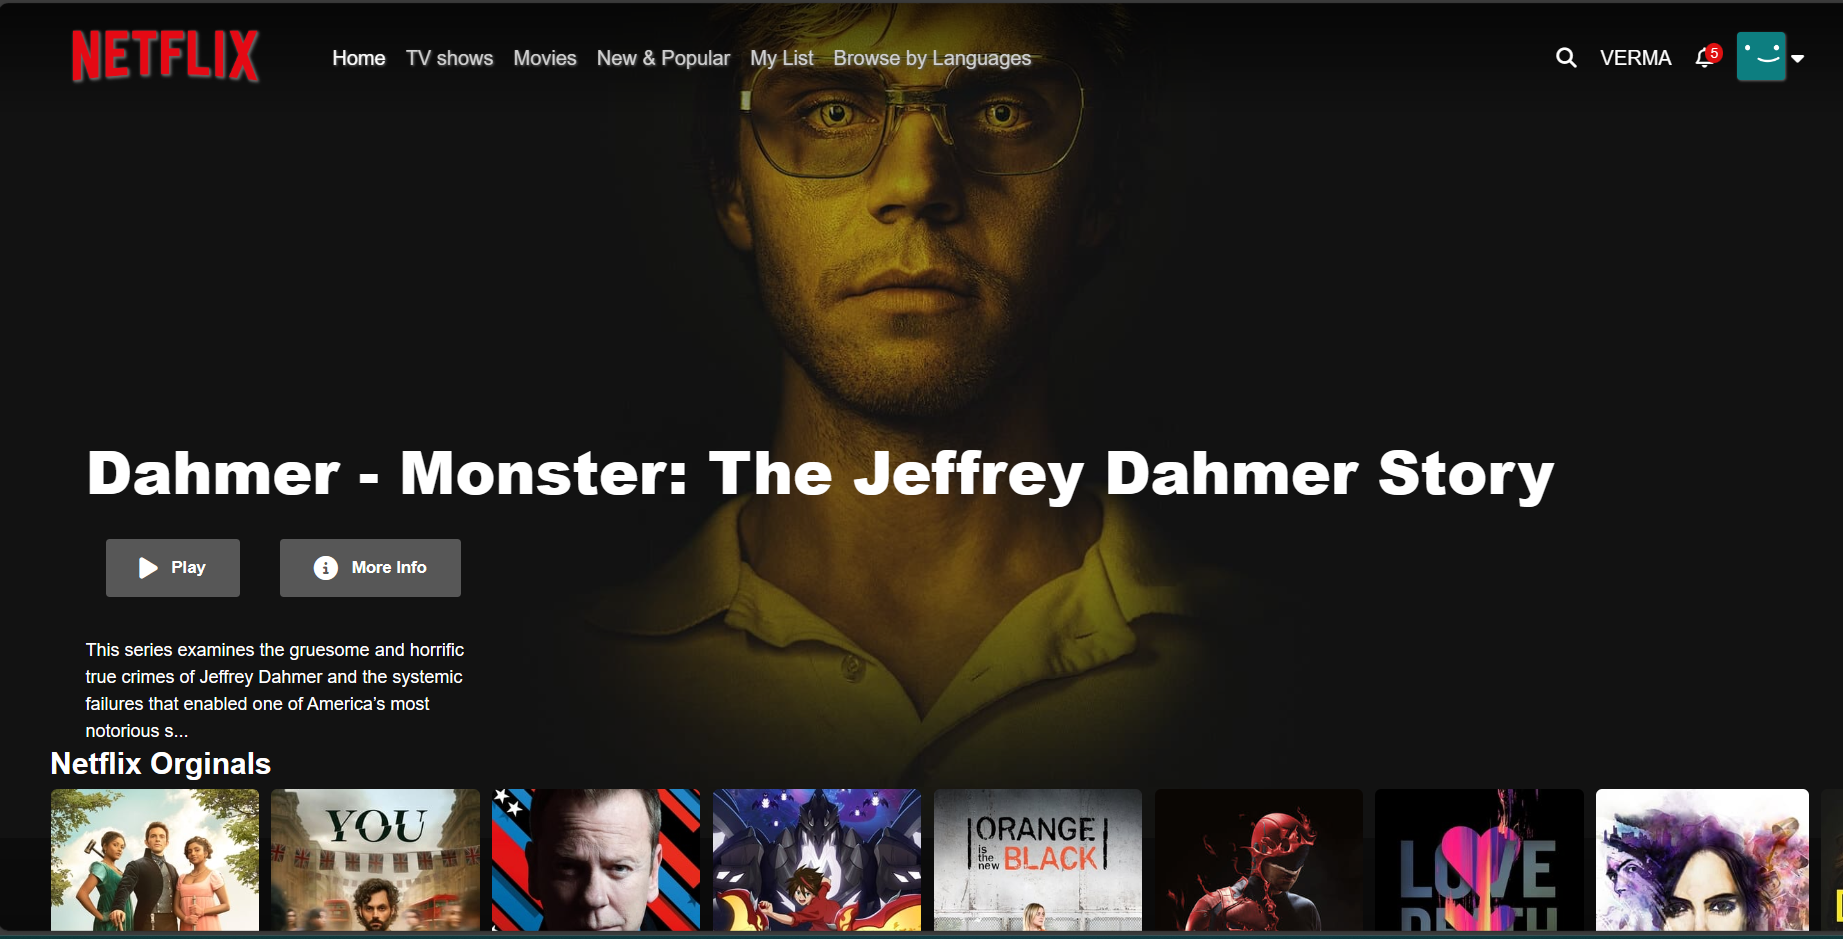 NETFLIX
Home TV shows Movies New & Popular My List Browse by Languages
VERMA 5
Dahmer - Monster: The Jeffrey Dahmer Story
Play More Info
This series examines the gruesome and horrific
true crimes of Jeffrey Dahmer and the systemic
failures that enabled one of America's most
notorious s...
Netflix Orginals
YOU
ORANGE
is the new BLACK
LOVE
DEATH